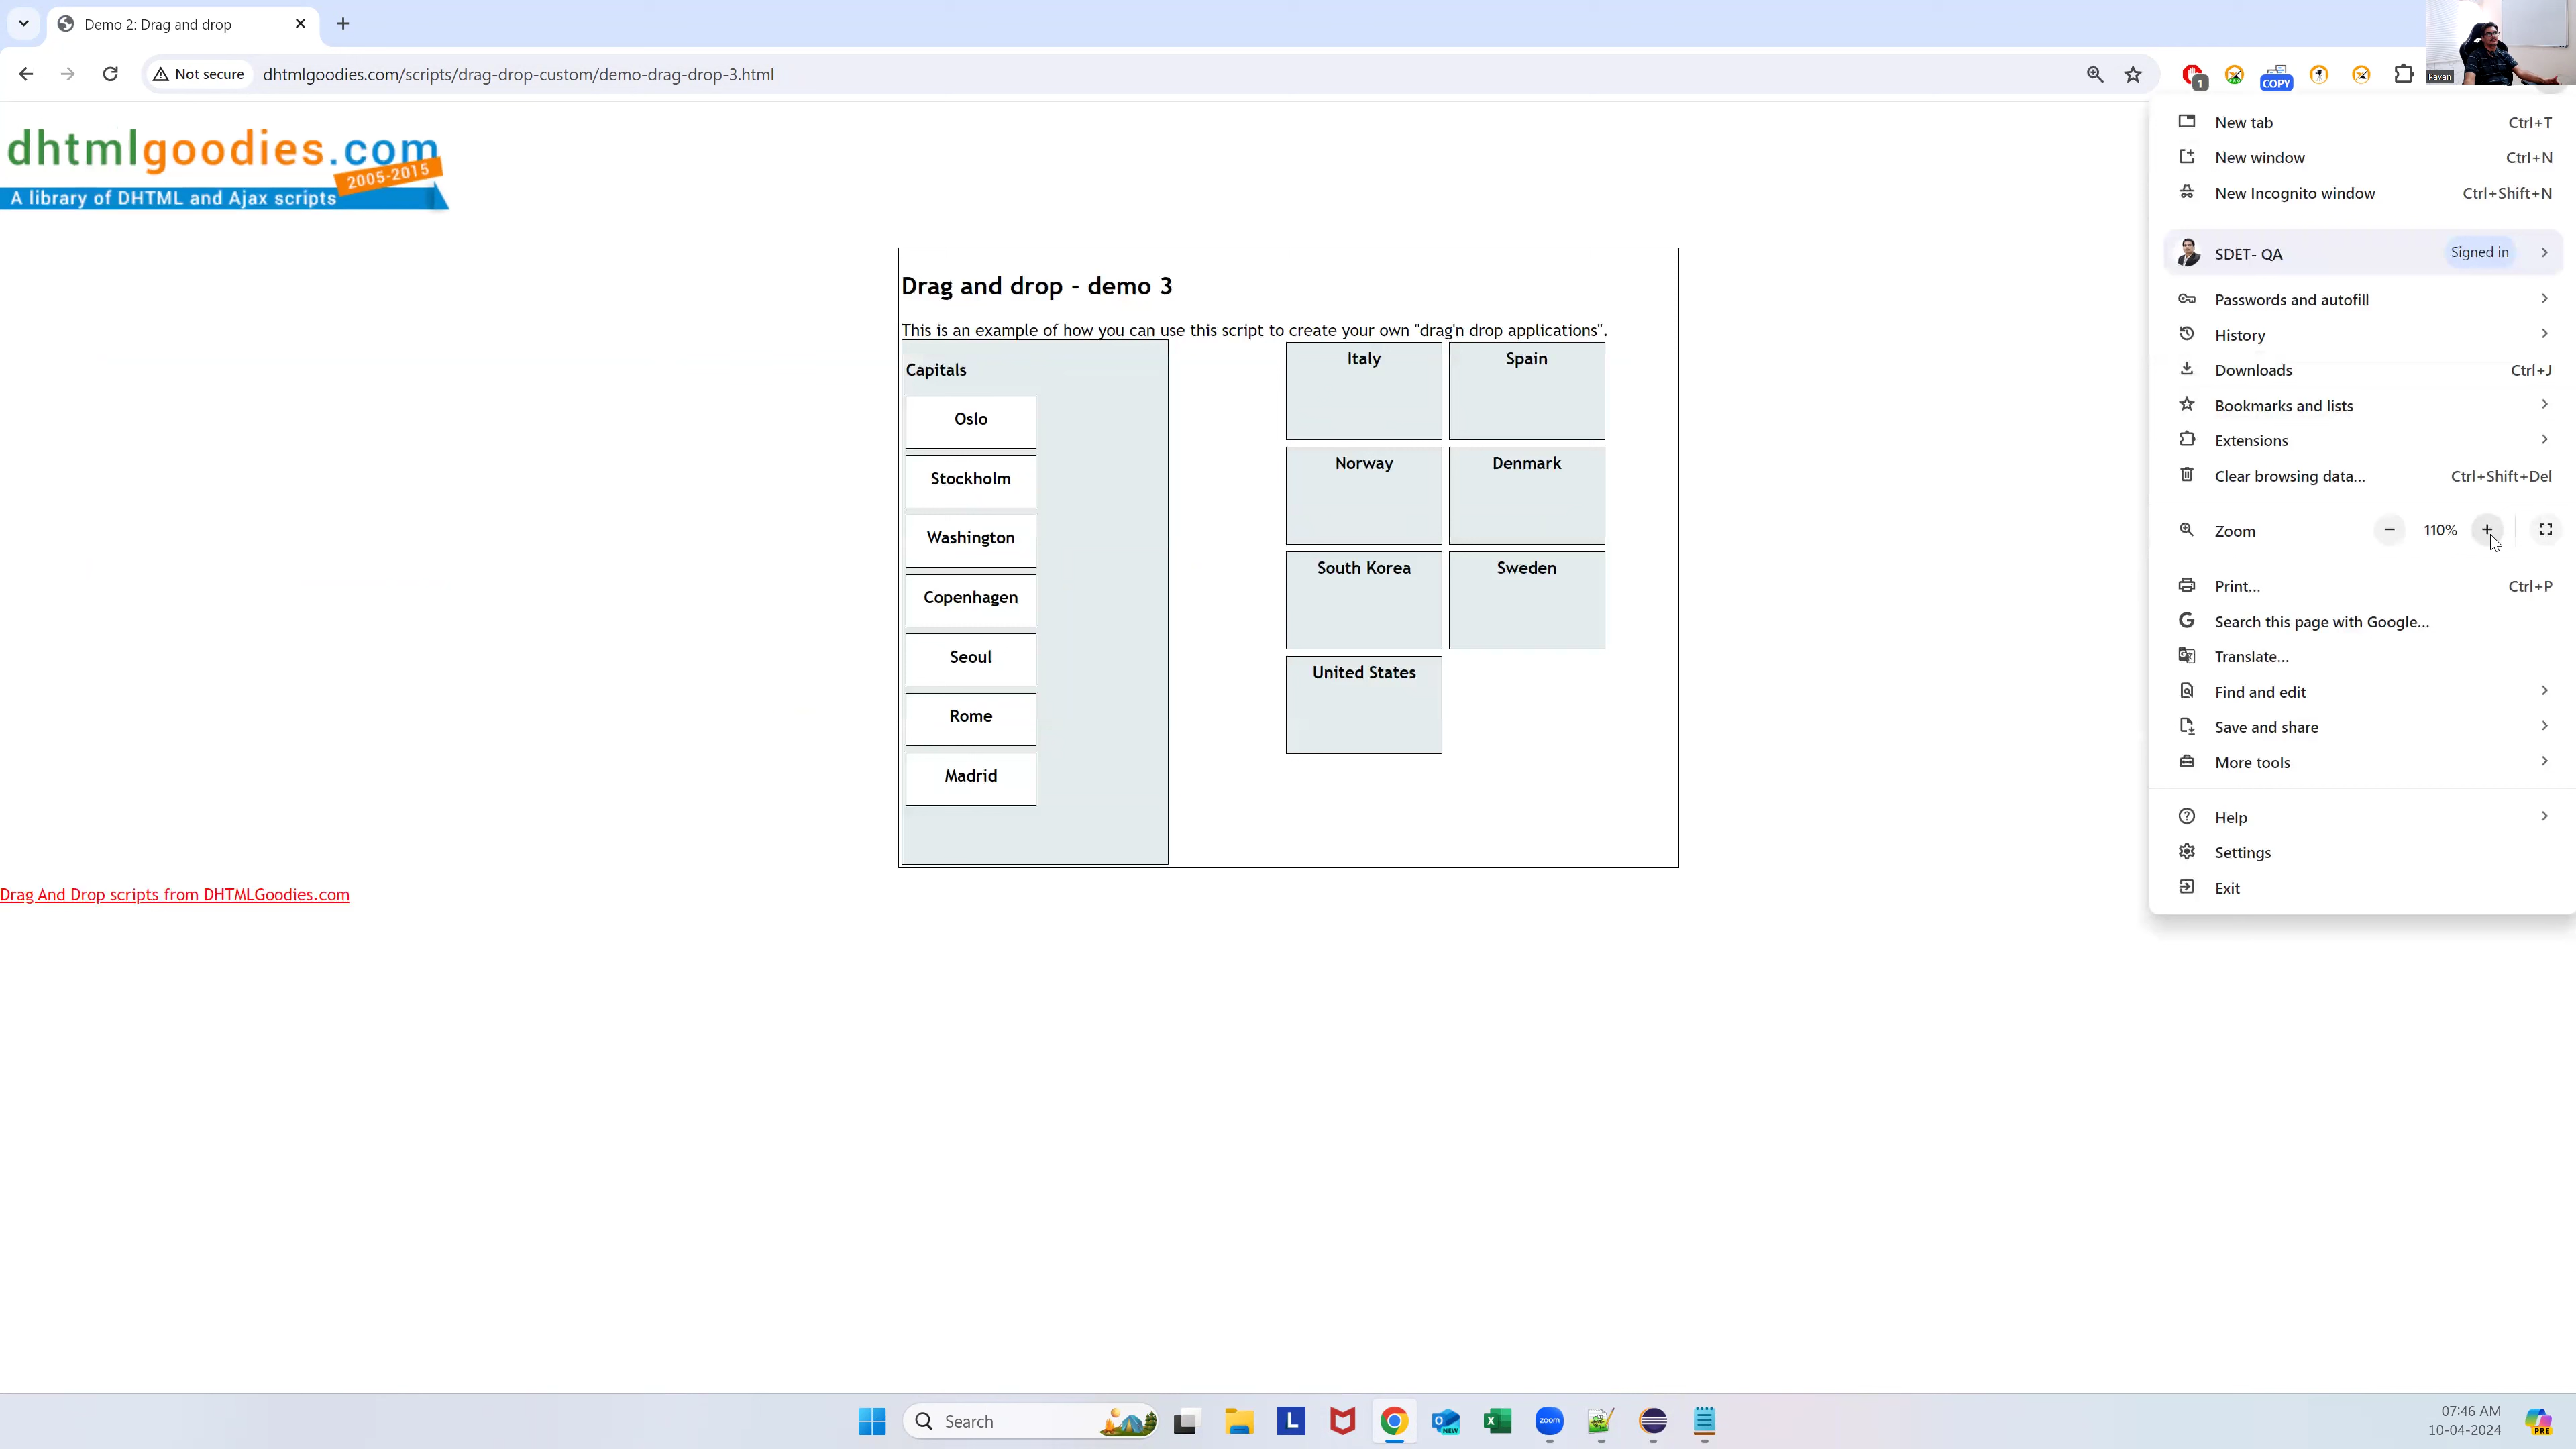 Demo 2: Drag and drop
Not secure
dhtmlgoodies.com/scripts/drag-drop-custom/demo-drag-drop-3.html
1
COPY
Pavan
dhtmlgoodies.com
2005-2015
A library of DHTML and Ajax scripts
Drag and drop - demo 3
This is an example of how you can use this script to create your own "drag'n drop applications".
Capitals
Oslo
Stockholm
Washington
Copenhagen
Seoul
Rome
Madrid
Italy
Spain
Norway
Denmark
South Korea
Sweden
United States
Drag And Drop scripts from DHTMLGoodies.com
New tab Ctrl+T
New window Ctrl+N
New Incognito window Ctrl+Shift+N
SDET- QA Signed in
Passwords and autofill
History
Downloads Ctrl+J
Bookmarks and lists
Extensions
Clear browsing data... Ctrl+Shift+Del
Zoom 110%
Print... Ctrl+P
Search this page with Google...
Translate...
Find and edit
Save and share
More tools
Help
Settings
Exit
Search
L
NEW
zoom
07:46 AM
10-04-2024
PRE